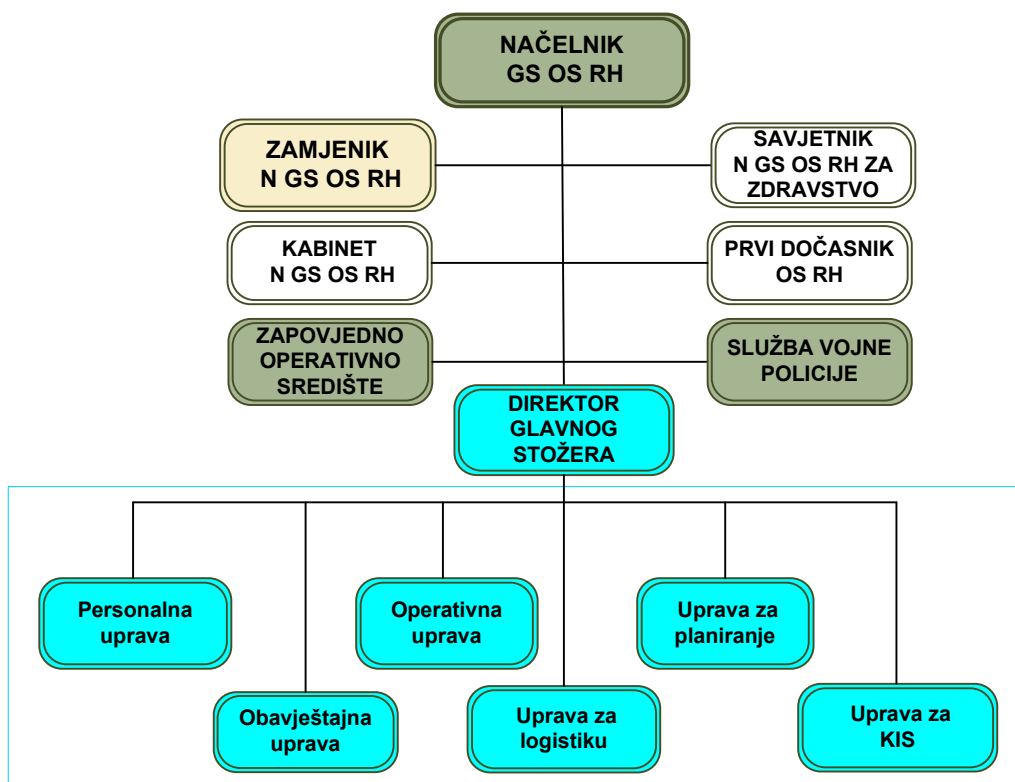 NAČELNIK
GS OS RH
ZAMJENIK
N GS OS RH
SAVJETNIK
N GS OS RH ZA
ZDRAVSTVO
KABINET
N GS OS RH
PRVI DOČASNIK
OS RH
ZAPOVJEDNO
OPERATIVNO
SREDIŠTE
SLUŽBA VOJNE
POLICIJE
DIREKTOR
GLAVNOG
STOŽERA
Personalna
uprava
Operativna
uprava
Uprava za
planiranje
Obavještajna
uprava
Uprava za
logistiku
Uprava za
KIS